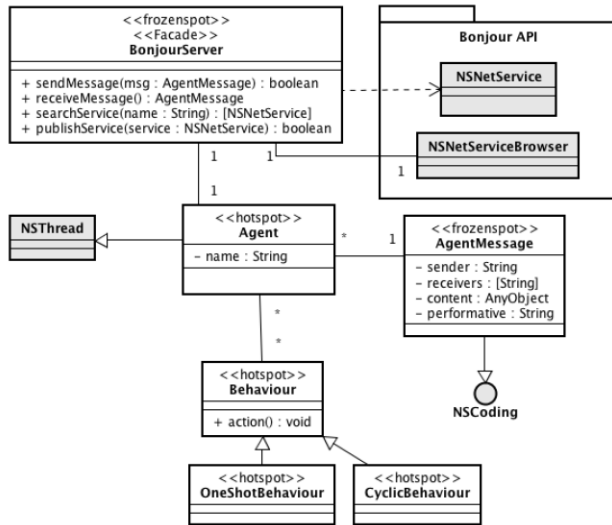 <<frozenspot>>
<<Facade>>
BonjourServer
+ sendMessage(msg : AgentMessage) : boolean
+ receiveMessage() : AgentMessage
+ searchService(name : String) : [NSNetService]
+ publishService(service : NSNetService) : boolean
Bonjour API
NSNetService
NSNetServiceBrowser
1
1
1
1
NSThread
<<hotspot>>
Agent
- name : String
*
1
<<frozenspot>>
AgentMessage
- sender : String
- receivers : [String]
- content : AnyObject
- performative : String
*
*
NSCoding
<<hotspot>>
Behaviour
+ action() : void
<<hotspot>>
OneShotBehaviour
<<hotspot>>
CyclicBehaviour